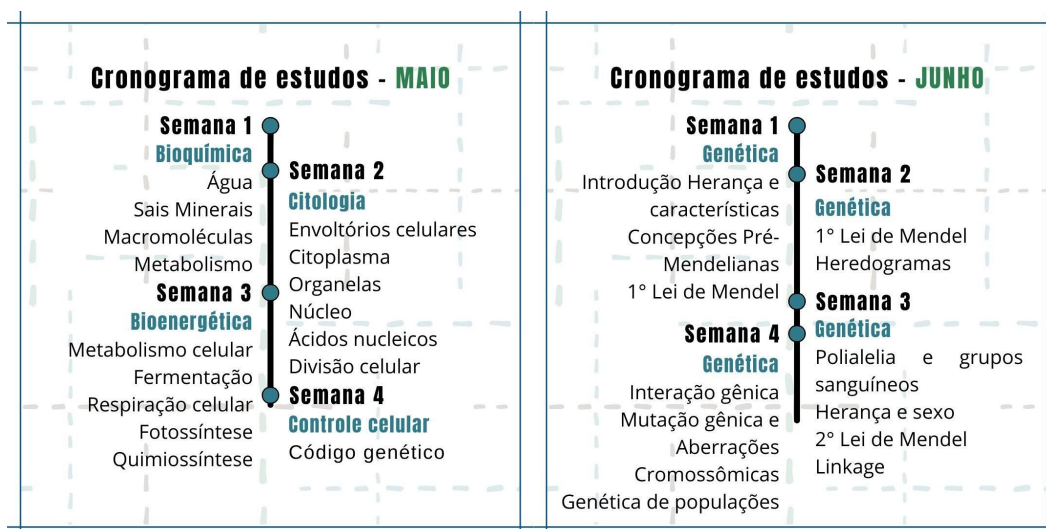 Cronograma de estudos - MAIO
Semana 1
Bioquímica
Água
Sais Minerais
Macromoléculas
Metabolismo
Semana 2
Citologia
Envoltórios celulares
Citoplasma
Organelas
Núcleo
Ácidos nucleicos
Divisão celular
Semana 3
Bioenergética
Metabolismo celular
Fermentação
Respiração celular
Fotossíntese
Quimiossíntese
Semana 4
Controle celular
Código genético
Cronograma de estudos - JUNHO
Semana 1
Genética
Introdução Herança e
características
Concepções Pré-
Mendelianas
1° Lei de Mendel
Semana 2
Genética
1° Lei de Mendel
Heredogramas
Semana 3
Genética
Polialelia e grupos
sanguíneos
Herança e sexo
2° Lei de Mendel
Linkage
Semana 4
Genética
Interação gênica
Mutação gênica e
Aberrações
Cromossômicas
Genética de populações